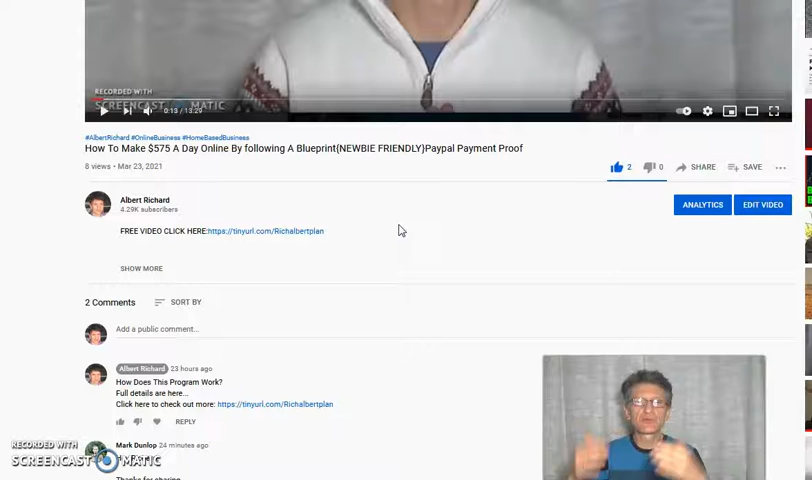 RECORDED WITH
SCREENCAST MATIC
0:13 / 13:29
#AlbertRichard #OnlineBusiness #HomeBasedBusiness
How To Make $575 A Day Online By following A Blueprint{NEWBIE FRIENDLY}Paypal Payment Proof
8 views • Mar 23, 2021
2
0
SHARE
SAVE
Albert Richard
4.29K subscribers
ANALYTICS
EDIT VIDEO
FREE VIDEO CLICK HERE:https://tinyurl.com/Richalbertplan
SHOW MORE
2 Comments
SORT BY
Add a public comment...
Albert Richard 23 hours ago
How Does This Program Work?
Full details are here...
Click here to check out more: https://tinyurl.com/Richalbertplan
REPLY
Mark Dunlop 24 minutes ago
RECORDED WITH
SCREENCAST MATIC
Thanks for sharing